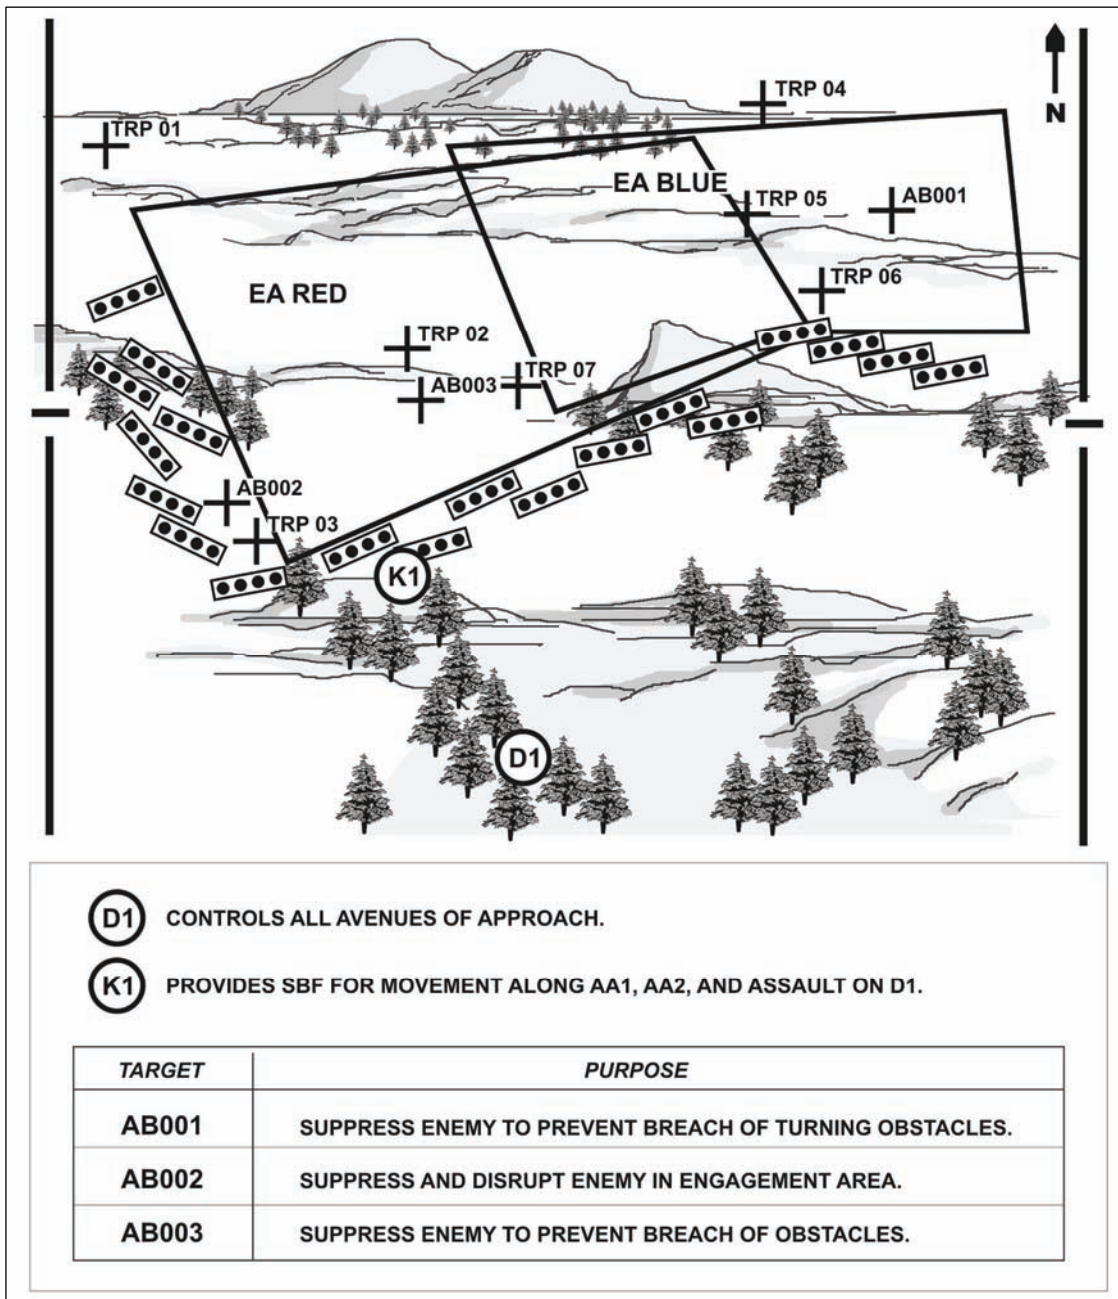 TRP 04
N
TRP 01
EA BLUE
TRP 05
AB001
TRP 06
EA RED
TRP 02
TRP 07
AB003
AB002
TRP 03
K1
D1
D1 CONTROLS ALL AVENUES OF APPROACH.
K1 PROVIDES SBF FOR MOVEMENT ALONG AA1, AA2, AND ASSAULT ON D1.
TARGET PURPOSE
AB001 SUPPRESS ENEMY TO PREVENT BREACH OF TURNING OBSTACLES.
AB002 SUPPRESS AND DISRUPT ENEMY IN ENGAGEMENT AREA.
AB003 SUPPRESS ENEMY TO PREVENT BREACH OF OBSTACLES.